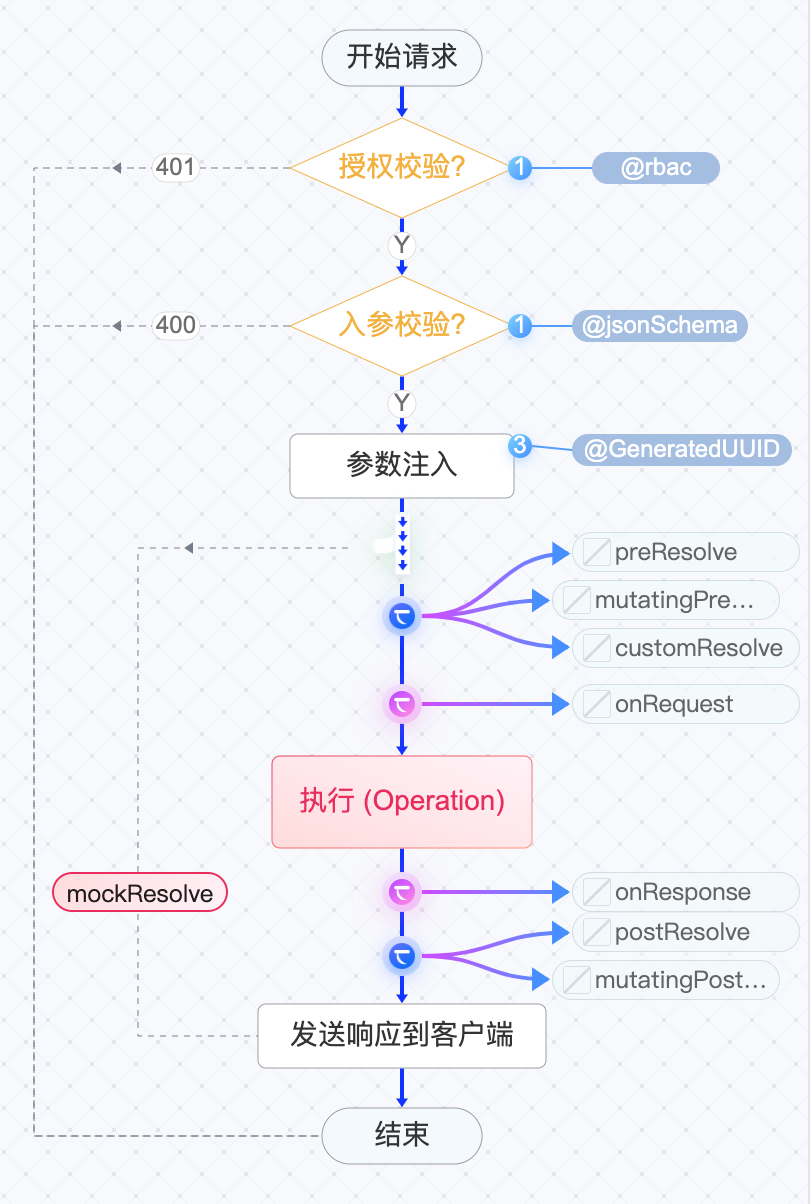 开始请求
401
授权校验?
1
@rbac
Y
400
入参校验?
1
@jsonSchema
Y
参数注入
3
@GeneratedUUID
preResolve
mutatingPre...
customResolve
onRequest
执行 (Operation)
mockResolve
onResponse
postResolve
mutatingPost...
发送响应到客户端
结束